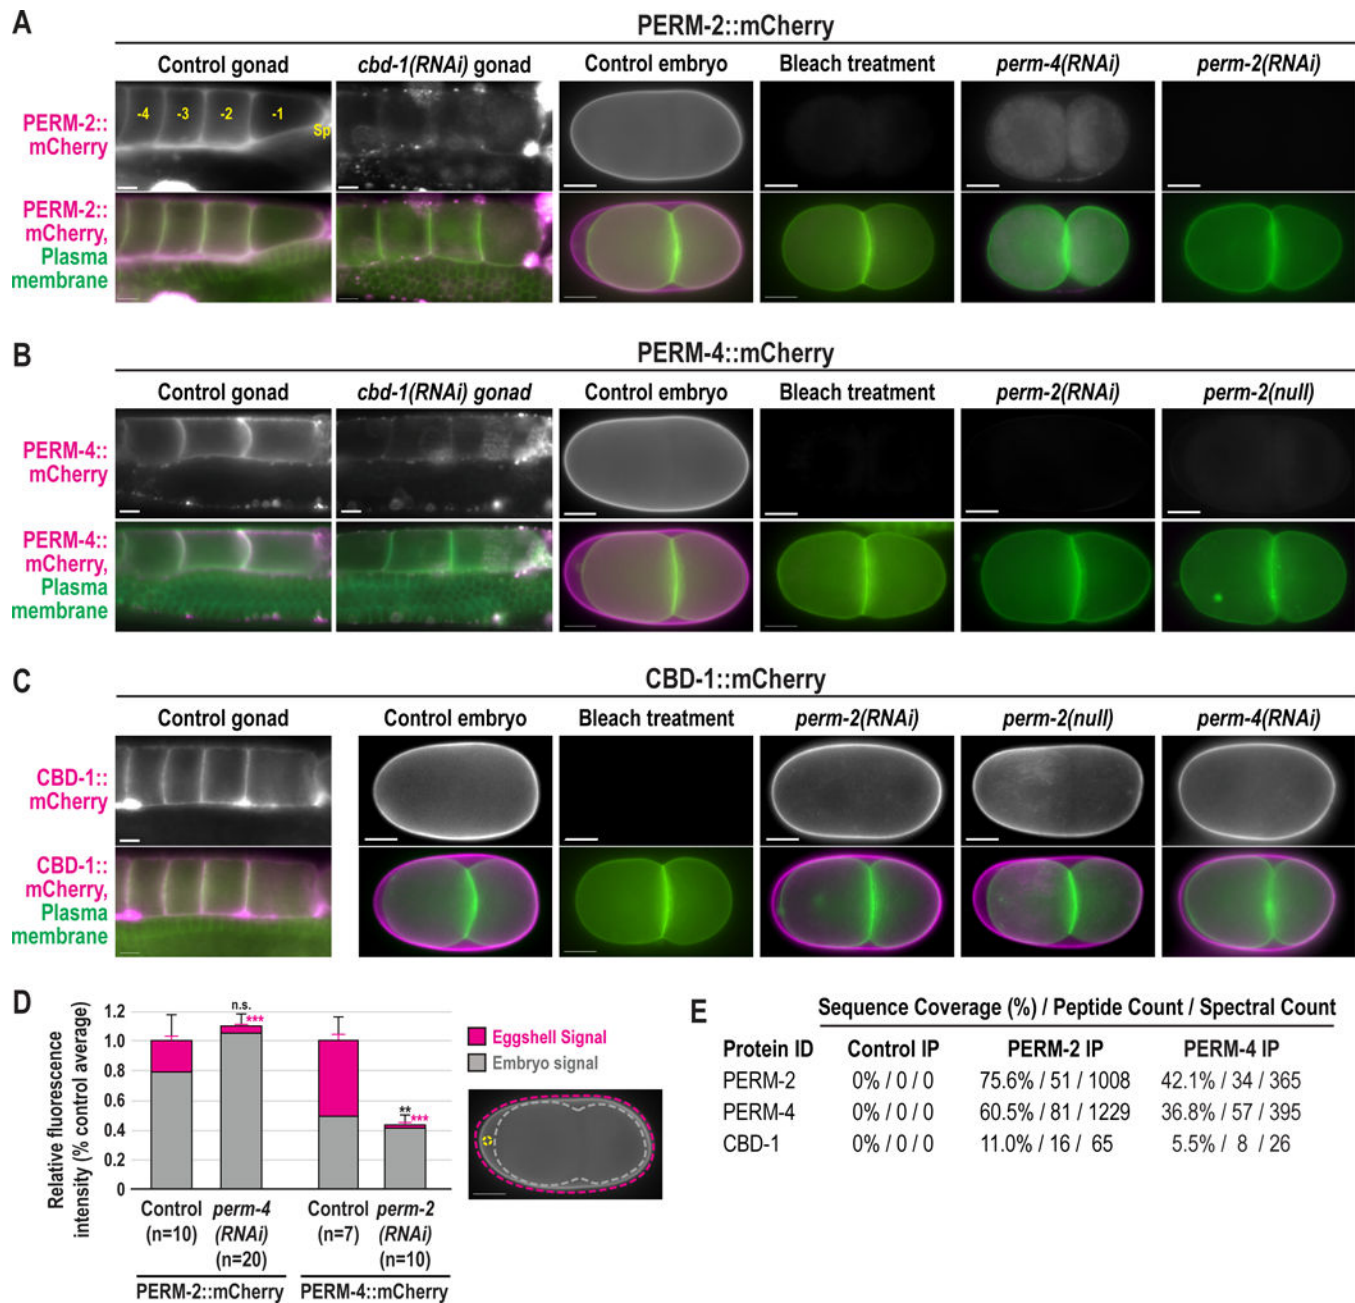 A
PERM-2::mCherry
Control gonad
cbd-1(RNAi) gonad
Control embryo
Bleach treatment
perm-4(RNAi)
perm-2(RNAi)
PERM-2::
mCherry
-4
-3
-2
-1
Sp
PERM-2::
mCherry,
Plasma
membrane
B
PERM-4::mCherry
Control gonad
cbd-1(RNAi) gonad
Control embryo
Bleach treatment
perm-2(RNAi)
perm-2(null)
PERM-4::
mCherry
PERM-4::
mCherry,
Plasma
membrane
C
CBD-1::mCherry
Control gonad
Control embryo
Bleach treatment
perm-2(RNAi)
perm-2(null)
perm-4(RNAi)
CBD-1::
mCherry
CBD-1::
mCherry,
Plasma
membrane
D
Relative fluorescence
intensity (% control average)
1.2
1.0
0.8
0.6
0.4
0.2
0
n.s.
***
**
***
Control
(n=10)
perm-4
(RNAi)
(n=20)
Control
(n=7)
perm-2
(RNAi)
(n=10)
PERM-2::mCherry
PERM-4::mCherry
Eggshell Signal
Embryo signal
E
Sequence Coverage (%) / Peptide Count / Spectral Count
Protein ID Control IP PERM-2 IP PERM-4 IP
PERM-2 0% / 0 / 0 75.6% / 51 / 1008 42.1% / 34 / 365
PERM-4 0% / 0 / 0 60.5% / 81 / 1229 36.8% / 57 / 395
CBD-1 0% / 0 / 0 11.0% / 16 / 65 5.5% / 8 / 26